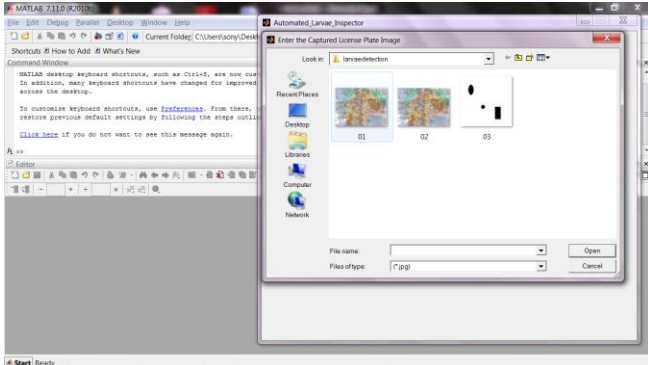 MATLAB 7.11.0 (R2010b)
File Edit Debug Parallel Desktop Window Help
Current Folder: C:\Users\sony\Deskt
Shortcuts How to Add What's New
Command Window
MATLAB desktop keyboard shortcuts, such as Ctrl+S, are now cus
In addition, many keyboard shortcuts have changed for improved
across the desktop.
To customize keyboard shortcuts, use Preferences. From there,
restore previous default settings by following the steps outli
Click here if you do not want to see this message again.
>>
Editor
Start Ready
Automated_Larvae_Inspector
Enter the Captured License Plate Image
Look in: larvaedetection
Recent Places
Desktop
Libraries
Computer
Network
01 02 03
File name: Open
Files of type: (*.jpg) Cancel